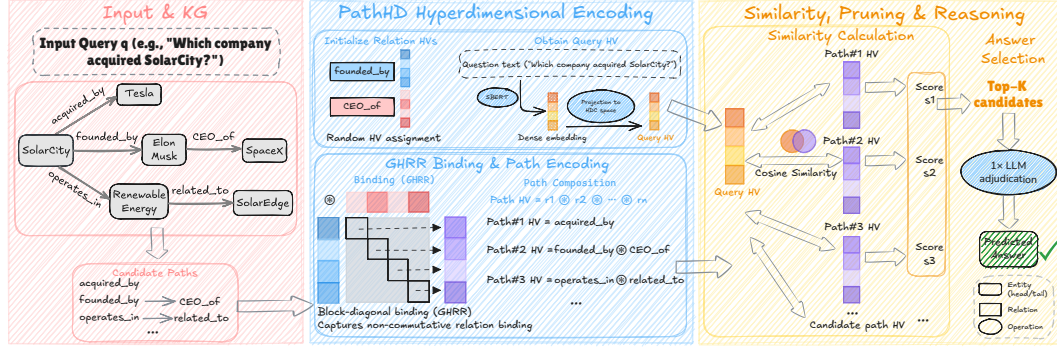 Input & KG
Input Query q (e.g., "Which company
acquired SolarCity?")
acquired_by
Tesla
SolarCity
founded_by
Elon
Musk
CEO_of
SpaceX
operates_in
Renewable
Energy
related_to
SolarEdge
Candidate Paths
acquired_by
founded_by CEO_of
operates_in related_to
...
PathHD Hyperdimensional Encoding
Initialize Relation HVs
founded_by
CEO_of
Random HV assignment
Obtain Query HV
Question text ("Which company acquired SolarCity?")
SBERT
Projection to
HDC space
Dense embedding
Query HV
GHRR Binding & Path Encoding
Binding (GHRR)
⊛
Block-diagonal binding (GHRR)
Captures non-commutative relation binding
Path Composition
Path HV = r1 ⊛ r2 ⊛ ... ⊛ rn
Path#1 HV = acquired_by
Path#2 HV =founded_by ⊛ CEO_of
Path#3 HV =operates_in ⊛ related_to
...
Similarity, Pruning & Reasoning
Similarity Calculation
Path#1 HV
Path#2 HV
Cosine Similarity
Query HV
Path#3 HV
...
Candidate path HV
Score
s1
Score
s2
Score
s3
...
Answer
Selection
Top-K
candidates
1x LLM
adjudication
Predicted
Answer
Entity
(head/tail)
Relation
Operation